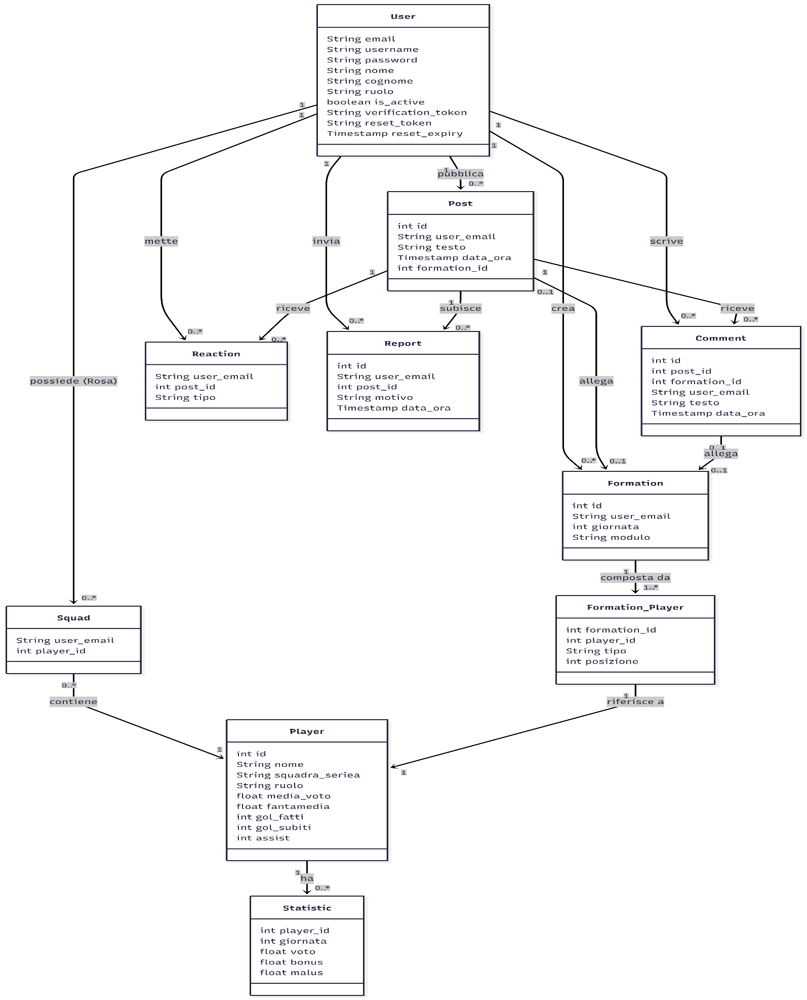 User
String email
String username
String password
String nome
String cognome
String ruolo
boolean is_active
String verification_token
String reset_token
Timestamp reset_expiry
1
1
1
1
1
1
pubblica
0..*
Post
int id
String user_email
String testo
Timestamp data_ora
int formation_id
mette
invia
scrive
1
1
0..1
riceve
1
subisce
crea
riceve
0..*
0..*
0..*
0..*
0..*
0..*
Reaction
String user_email
int post_id
String tipo
Report
int id
String user_email
int post_id
String motivo
Timestamp data_ora
Comment
int id
int post_id
int formation_id
String user_email
String testo
Timestamp data_ora
possiede (Rosa)
allega
0..1
allega
0..*
0..1
0..1
Formation
int id
String user_email
int giornata
String modulo
1
composta da
1..*
0..*
Squad
String user_email
int player_id
Formation_Player
int formation_id
int player_id
String tipo
int posizione
0..*
contiene
1
riferisce a
1
1
Player
int id
String nome
String squadra_seriea
String ruolo
float media_voto
float fantamedia
int gol_fatti
int gol_subiti
int assist
1
ha
0..*
Statistic
int player_id
int giornata
float voto
float bonus
float malus